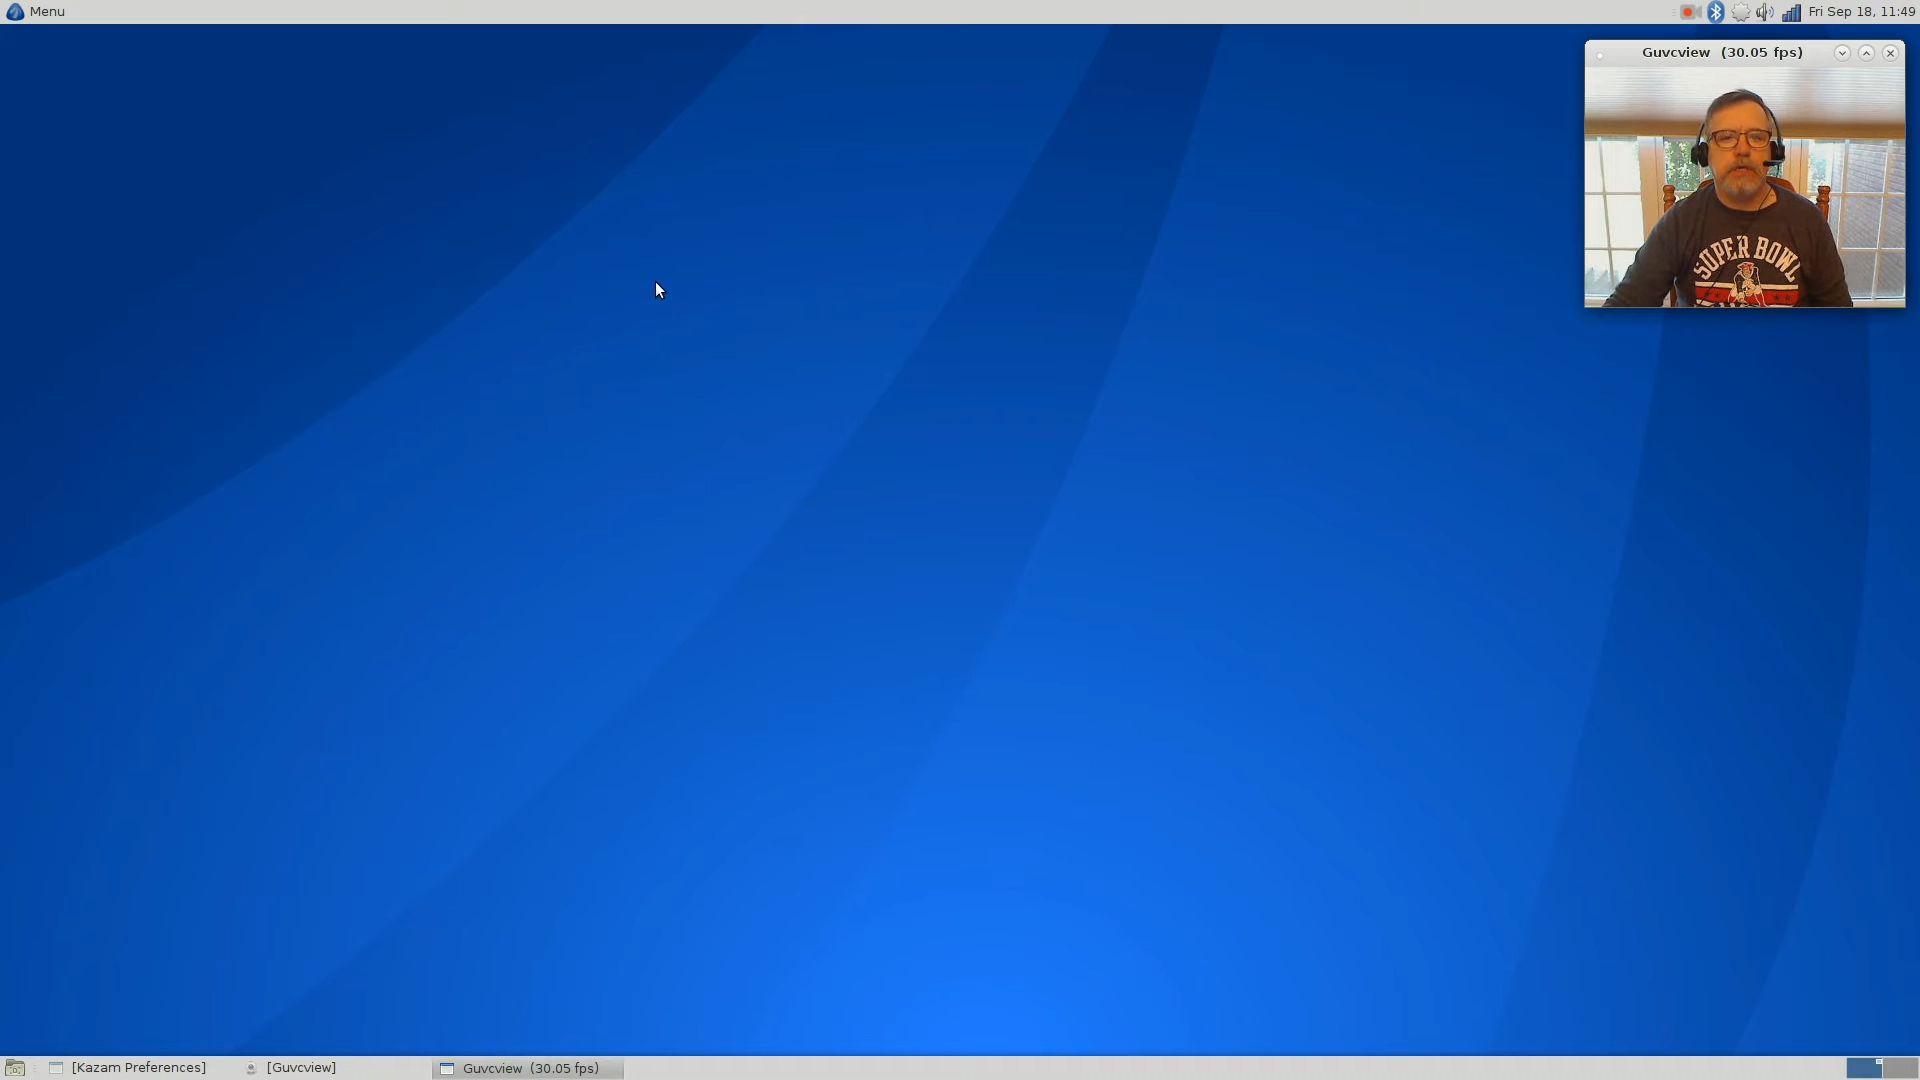 Menu
Fri Sep 18, 11:49
Guvcview (30.05 fps)
SUPER BOWL
[Kazam Preferences]
[Guvcview]
Guvcview (30.05 fps)